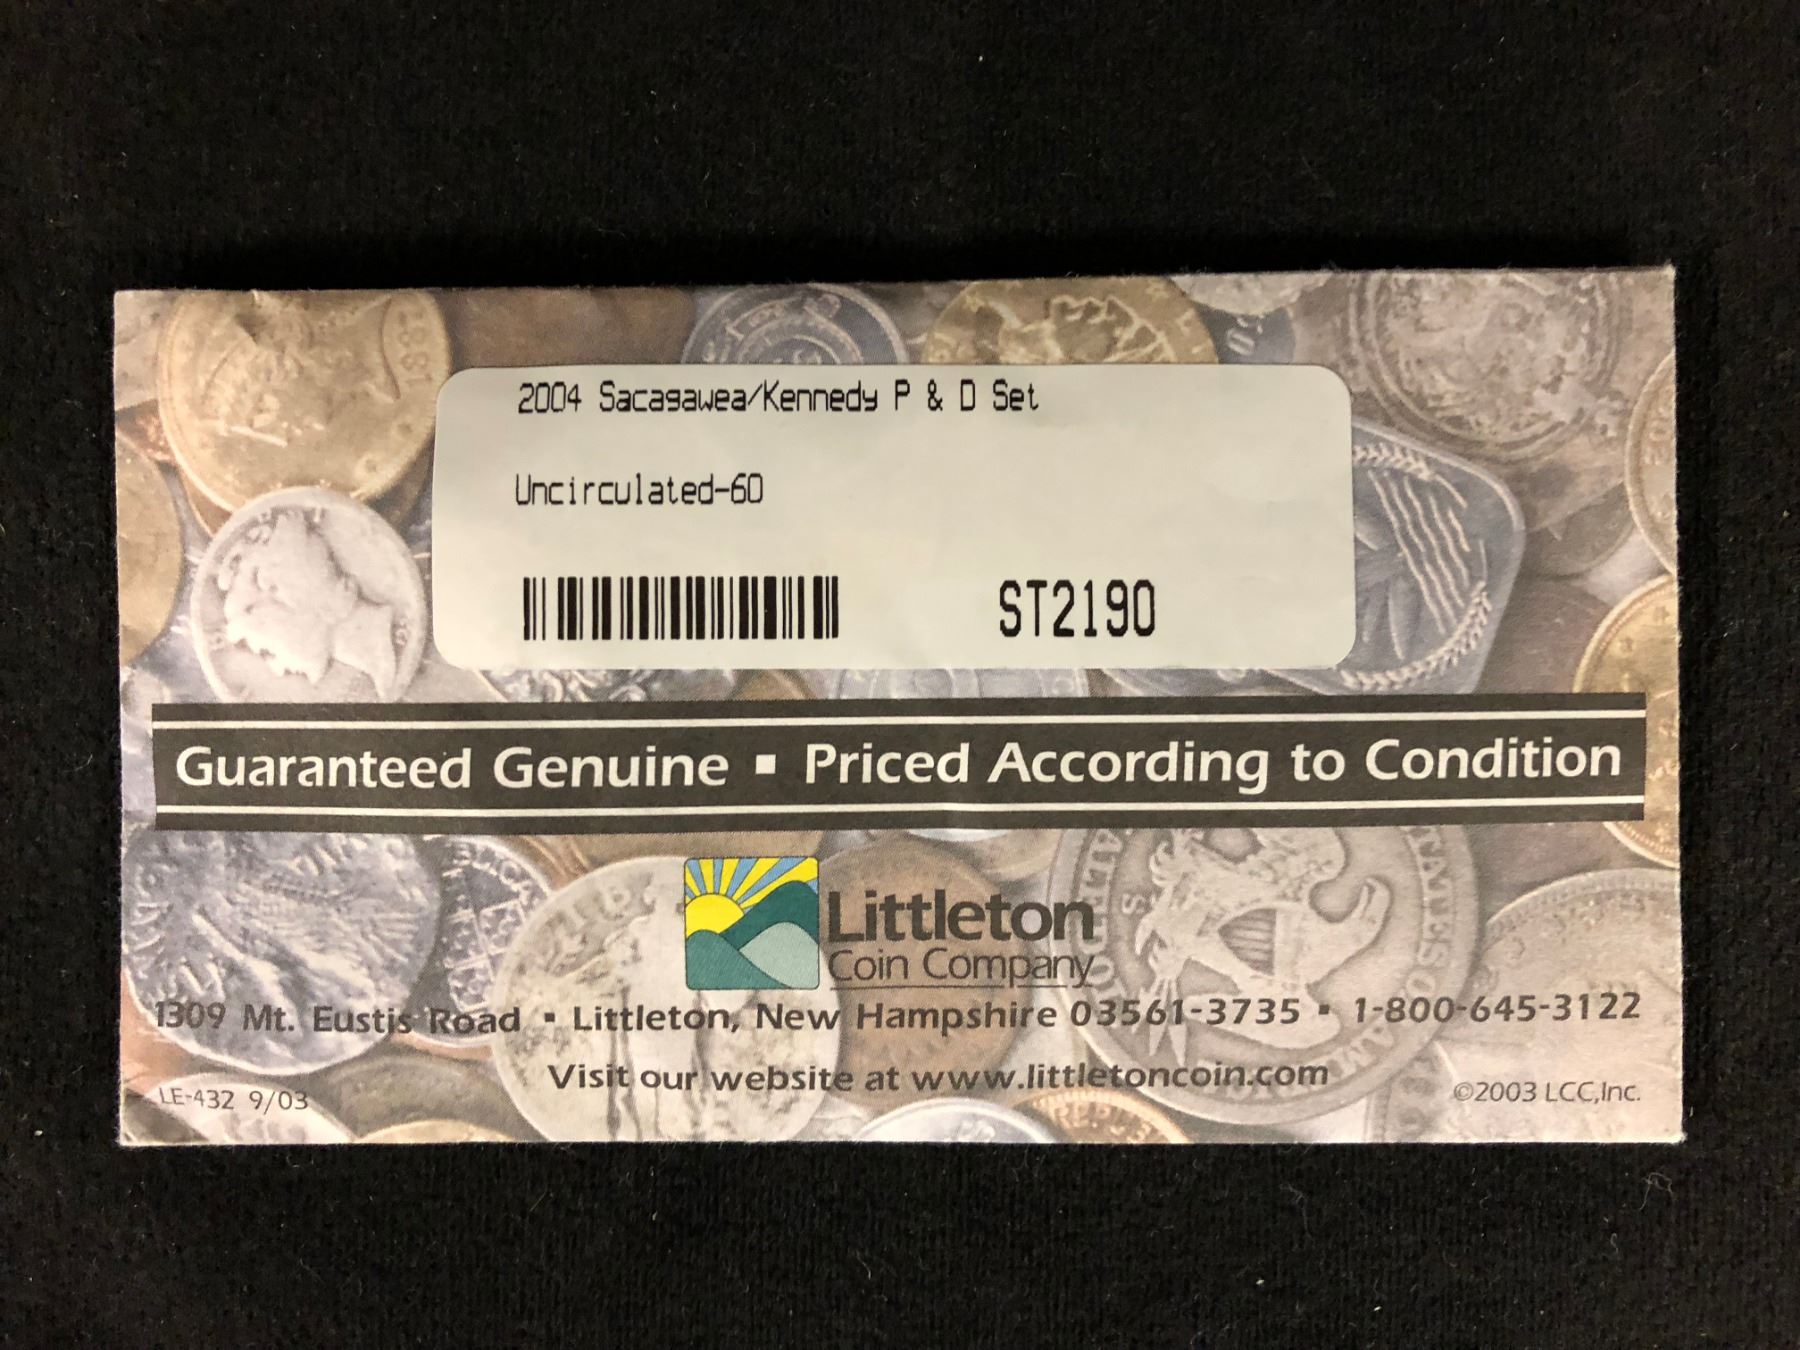 2004 Sacagawea/Kennedy P & D Set
Uncirculated-60
ST2190
Guaranteed Genuine ▪ Priced According to Condition
Littleton
Coin Company
1309 Mt. Eustis Road ▪ Littleton, New Hampshire 03561-3735 ▪ 1-800-645-3122
Visit our website at www.littletoncoin.com
LE-432 9/03
©2003 LCC,Inc.